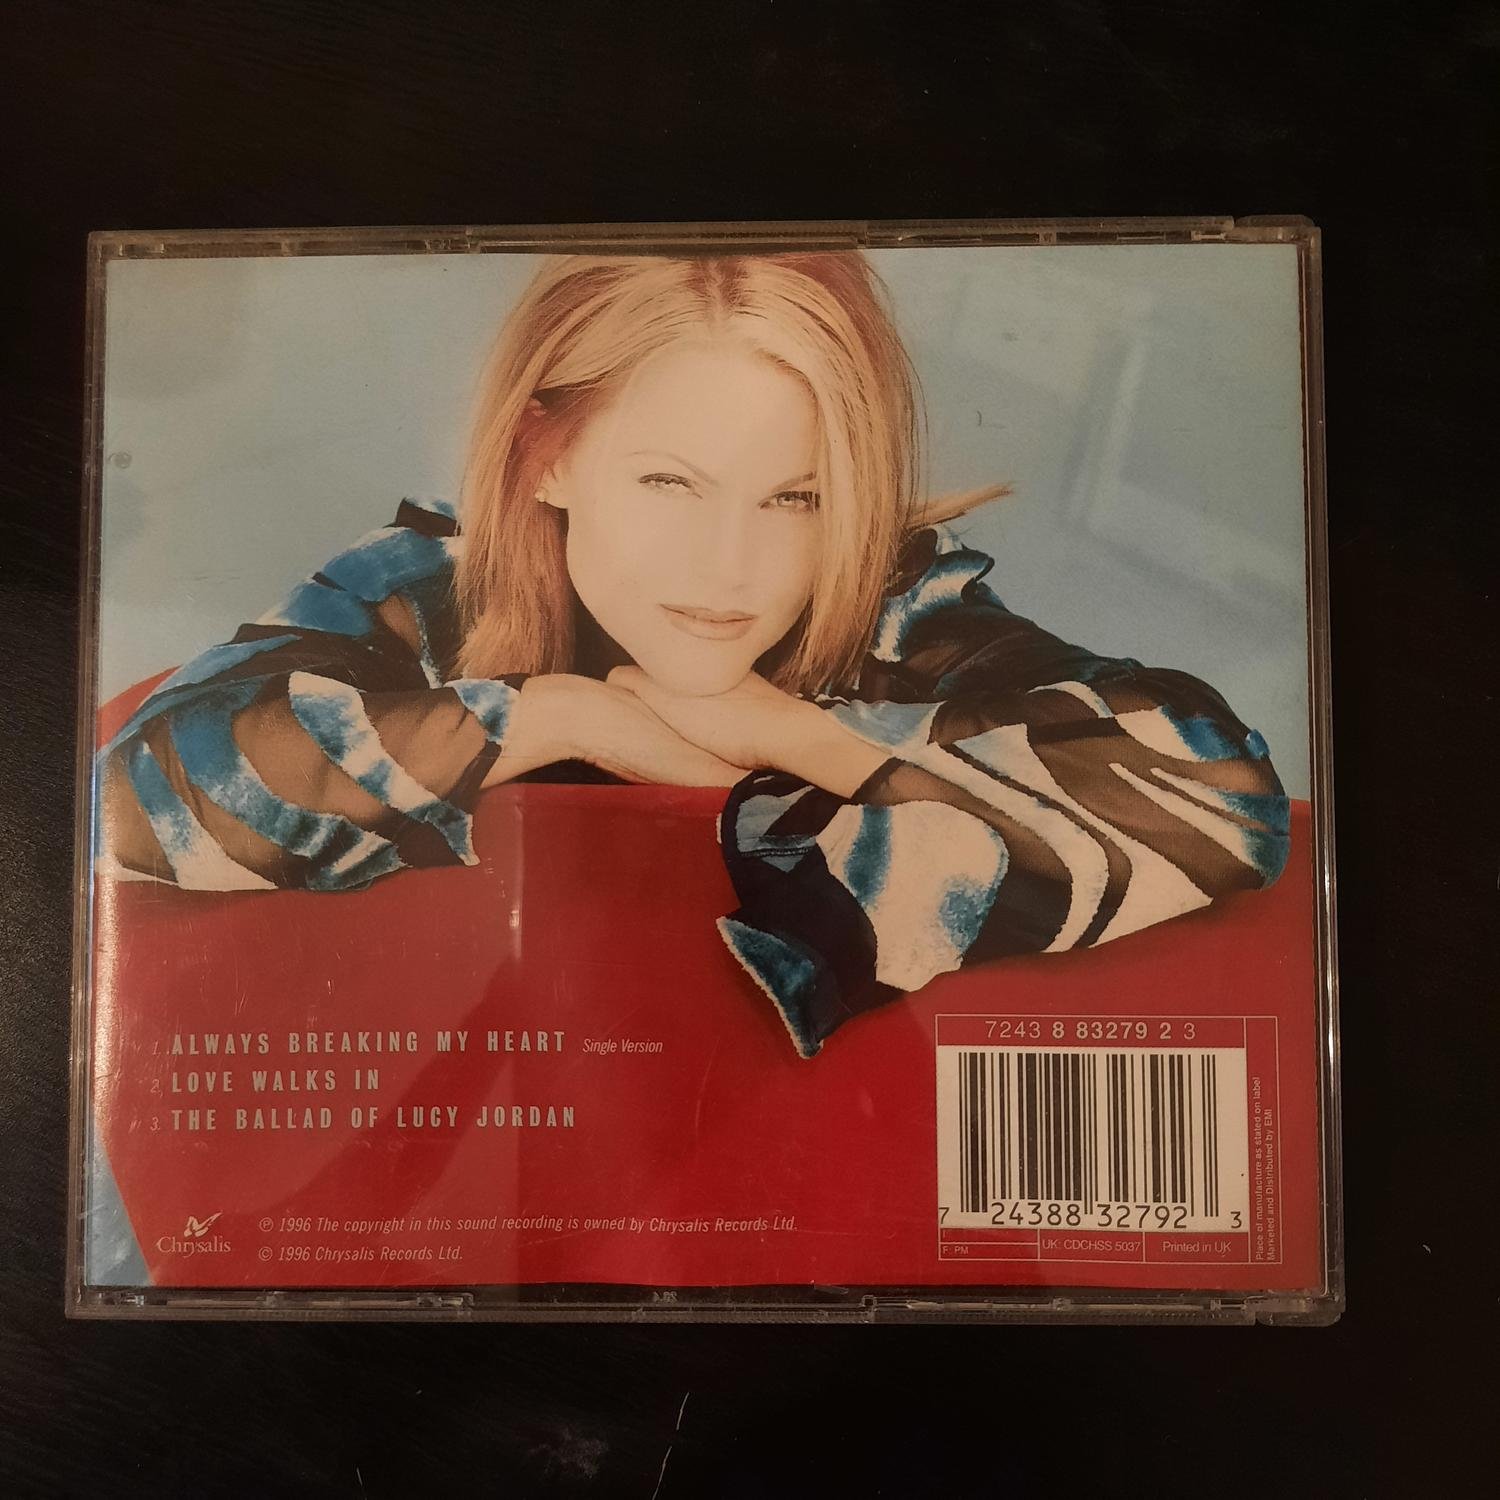 1. ALWAYS BREAKING MY HEART Single Version
2. LOVE WALKS IN
3. THE BALLAD OF LUCY JORDAN
Chrysalis
℗ 1996 The copyright in this sound recording is owned by Chrysalis Records Ltd.
© 1996 Chrysalis Records Ltd.
7243 8 83279 2 3
7 24388 32792 3
F: PM
UK: CDCHSS 5037
Printed in UK
Place of manufacture as stated on label
Marketed and Distributed by EMI